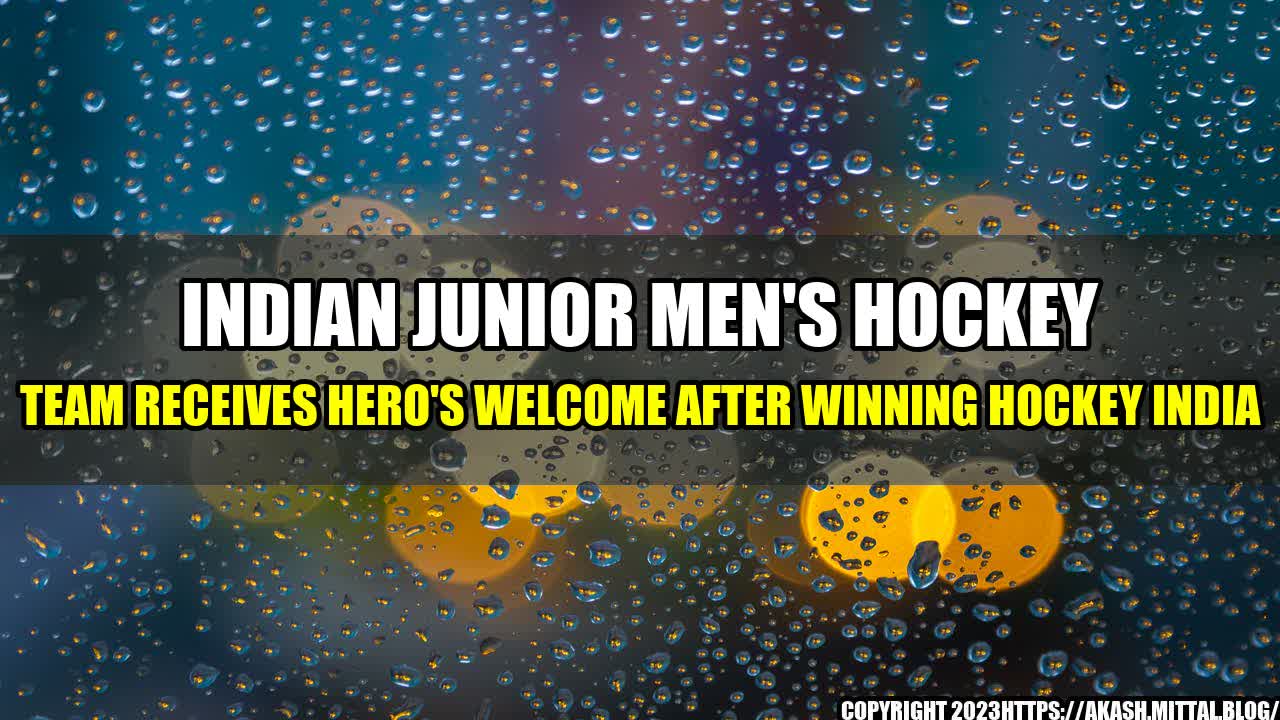 INDIAN JUNIOR MEN'S HOCKEY
TEAM RECEIVES HERO'S WELCOME AFTER WINNING HOCKEY INDIA
COPYRIGHT 2023HTTPS://AKASH.MITTAL.BLOG/